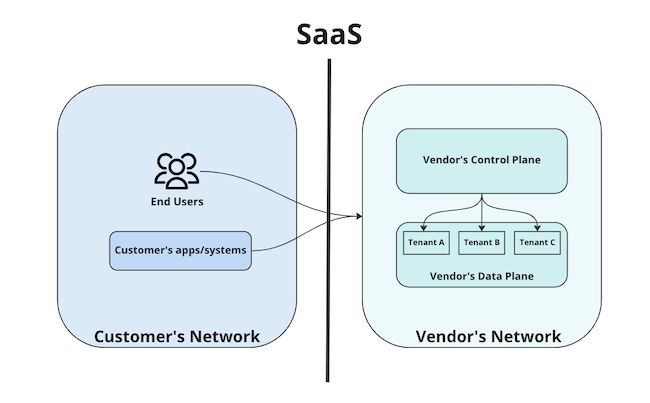 SaaS
End Users
Customer's apps/systems
Customer's Network
Vendor's Control Plane
Tenant A
Tenant B
Tenant C
Vendor's Data Plane
Vendor's Network